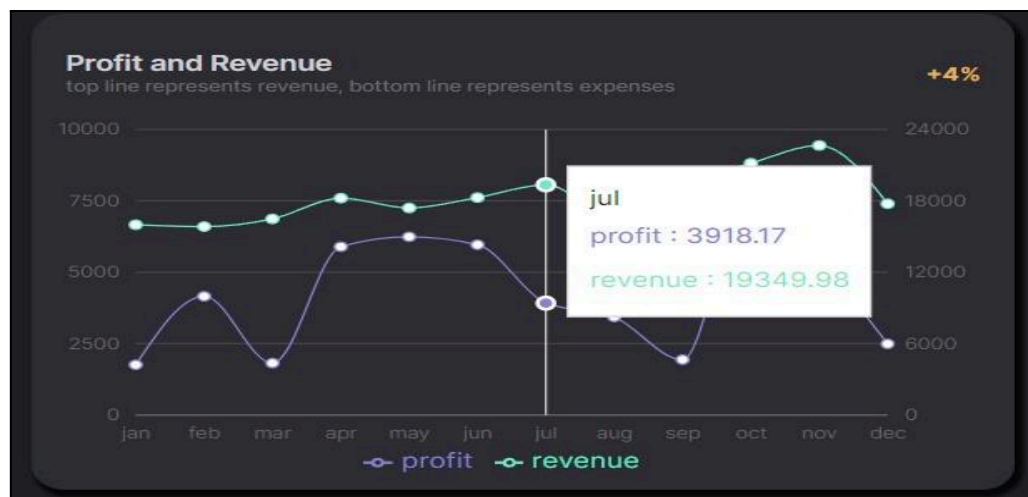 Profit and Revenue
top line represents revenue, bottom line represents expenses
+4%
10000
24000
7500
18000
5000
12000
2500
6000
0
0
jul
profit : 3918.17
revenue : 19349.98
jan feb mar apr may jun jul aug sep oct nov dec
profit revenue